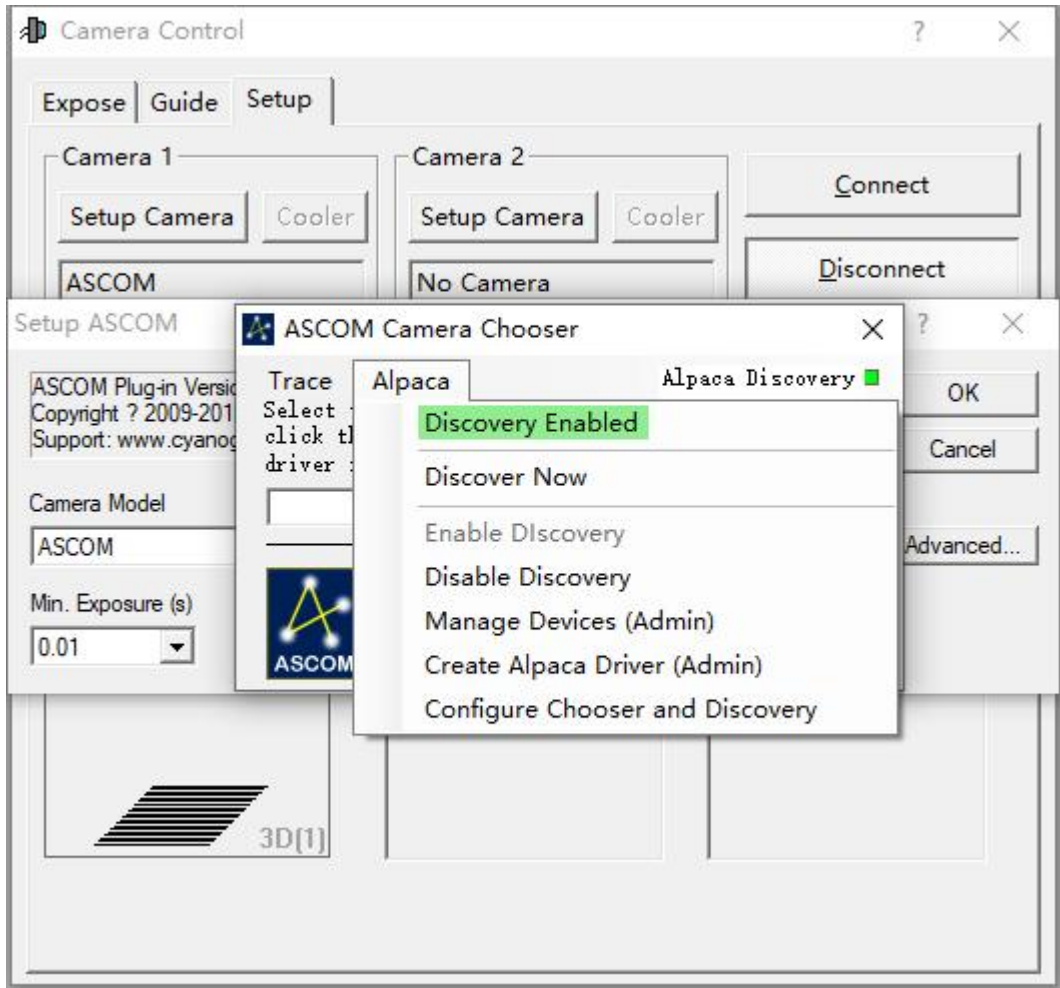 Camera Control ? ×
Expose Guide Setup
Camera 1 Camera 2
Connect
Setup Camera Cooler Setup Camera Cooler
Disconnect
ASCOM No Camera
Setup ASCOM ? ×
ASCOM Camera Chooser ×
Trace Alpaca Alpaca Discovery
ASCOM Plug-in
Copyright ? 2009-201
Support: www.cyanog
Select
click
driver
OK
Cancel
Discovery Enabled
Discover Now
Enable DIscovery
Disable Discovery
Manage Devices (Admin)
Create Alpaca Driver (Admin)
Configure Chooser and Discovery
Camera Model
ASCOM
Advanced...
Min. Exposure (s)
0.01
ASCOM
3D(1)